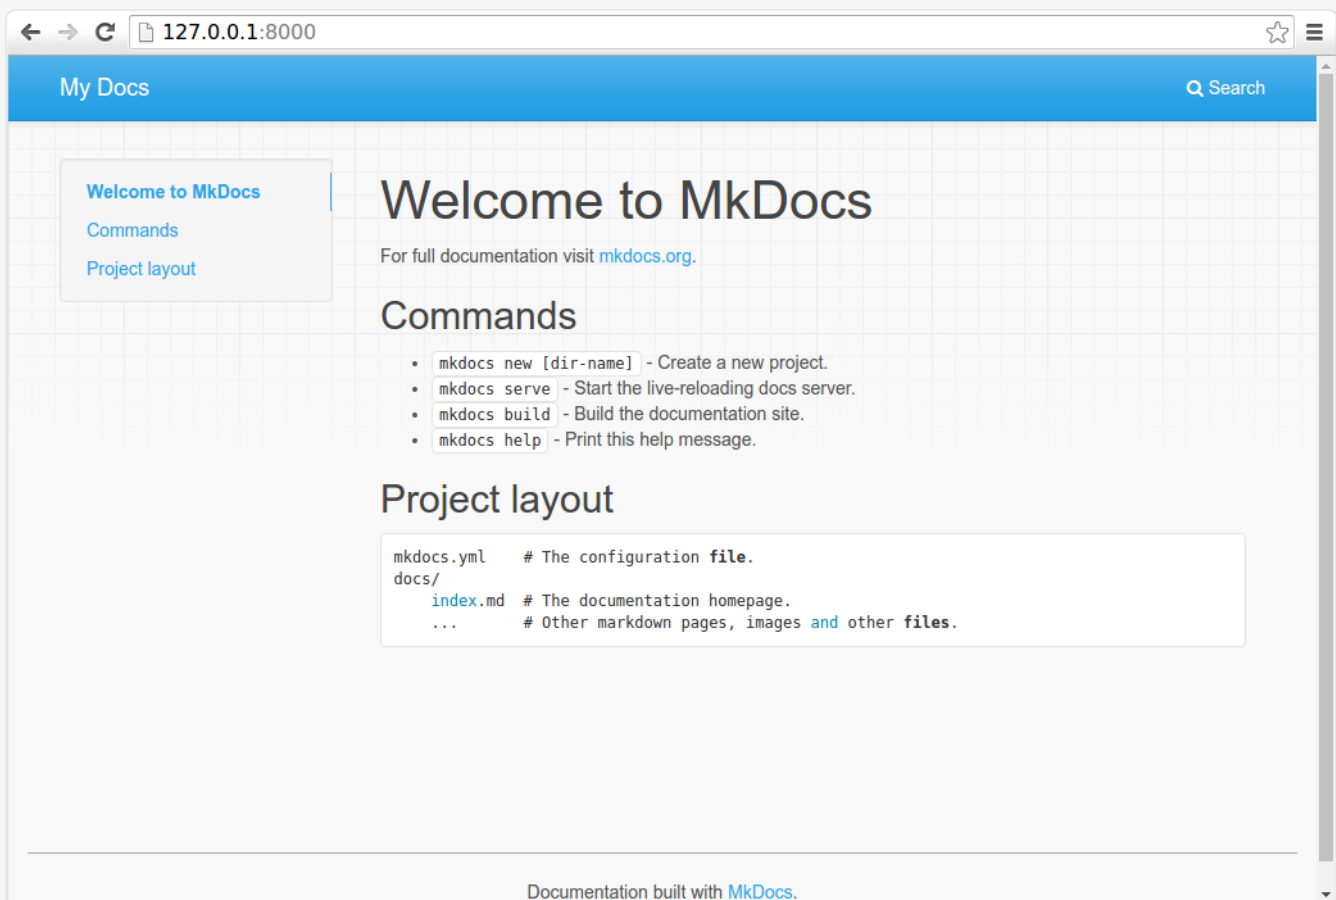 127.0.0.1:8000
My Docs
Search
Welcome to MkDocs
Commands
Project layout
Welcome to MkDocs
For full documentation visit mkdocs.org.
Commands
• mkdocs new [dir-name] - Create a new project.
• mkdocs serve - Start the live-reloading docs server.
• mkdocs build - Build the documentation site.
• mkdocs help - Print this help message.
Project layout
mkdocs.yml    # The configuration file.
docs/
    index.md  # The documentation homepage.
    ...       # Other markdown pages, images and other files.
Documentation built with MkDocs.